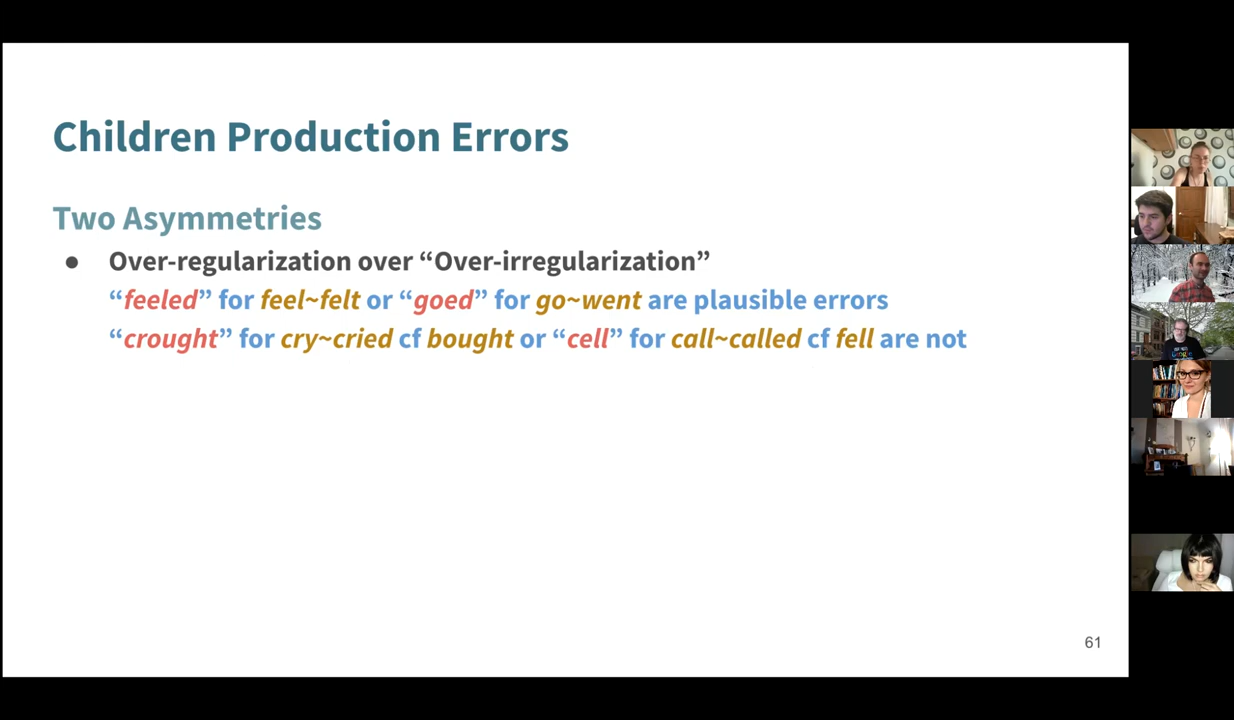 Children Production Errors
Two Asymmetries
● Over-regularization over “Over-irregularization”
“feeled” for feel~felt or “goed” for go~went are plausible errors
“crought” for cry~cried cf bought or “cell” for call~called cf fell are not
61